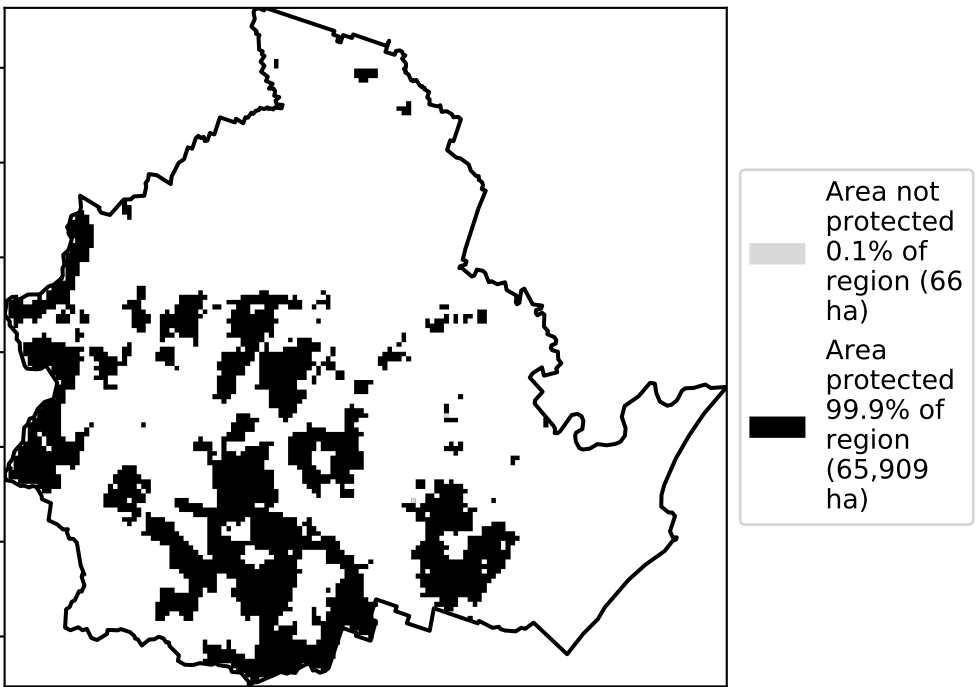 Area not
protected
0.1% of
region (66
ha)
Area
protected
99.9% of
region
(65,909
ha)